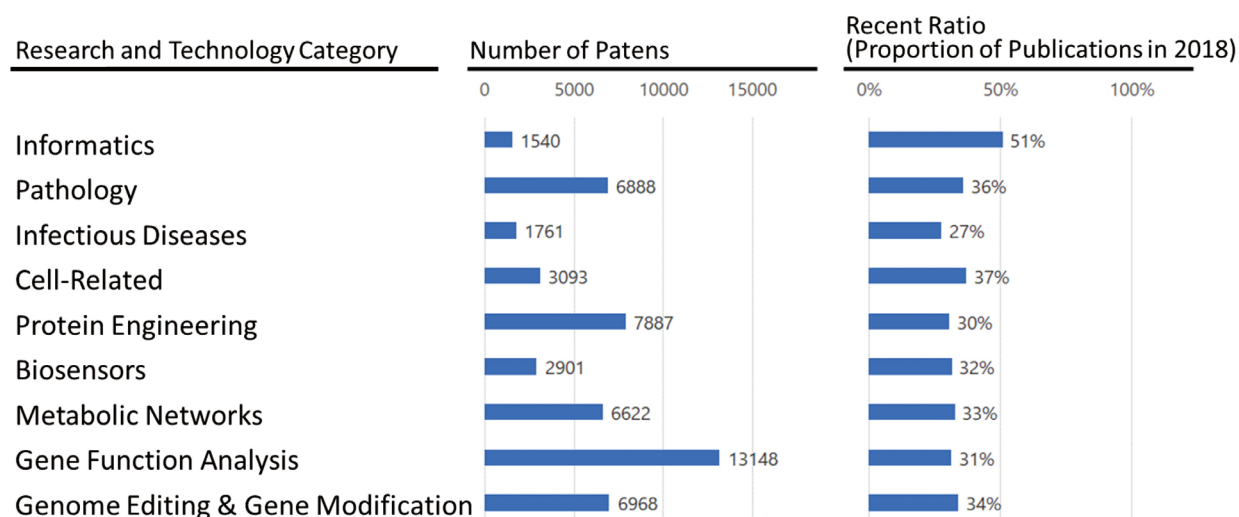 Research and Technology Category
Number of Patens
Recent Ratio
(Proportion of Publications in 2018)
0 5000 10000 15000
0% 50% 100%
Informatics 1540 51%
Pathology 6888 36%
Infectious Diseases 1761 27%
Cell-Related 3093 37%
Protein Engineering 7887 30%
Biosensors 2901 32%
Metabolic Networks 6622 33%
Gene Function Analysis 13148 31%
Genome Editing & Gene Modification 6968 34%